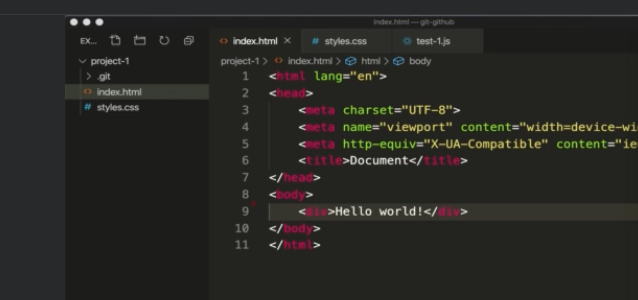 index.html — git-github
EX...
index.html ×
# styles.css
test-1.js
project-1 > index.html > html > body
project-1
> .git
index.html
# styles.css
1 <html lang="en">
2 <head>
3 <meta charset="UTF-8">
4 <meta name="viewport" content="width=device-wi
5 <meta http-equiv="X-UA-Compatible" content="ie
6 <title>Document</title>
7 </head>
8 <body>
9 <div>Hello world!</div>
10 </body>
11 </html>